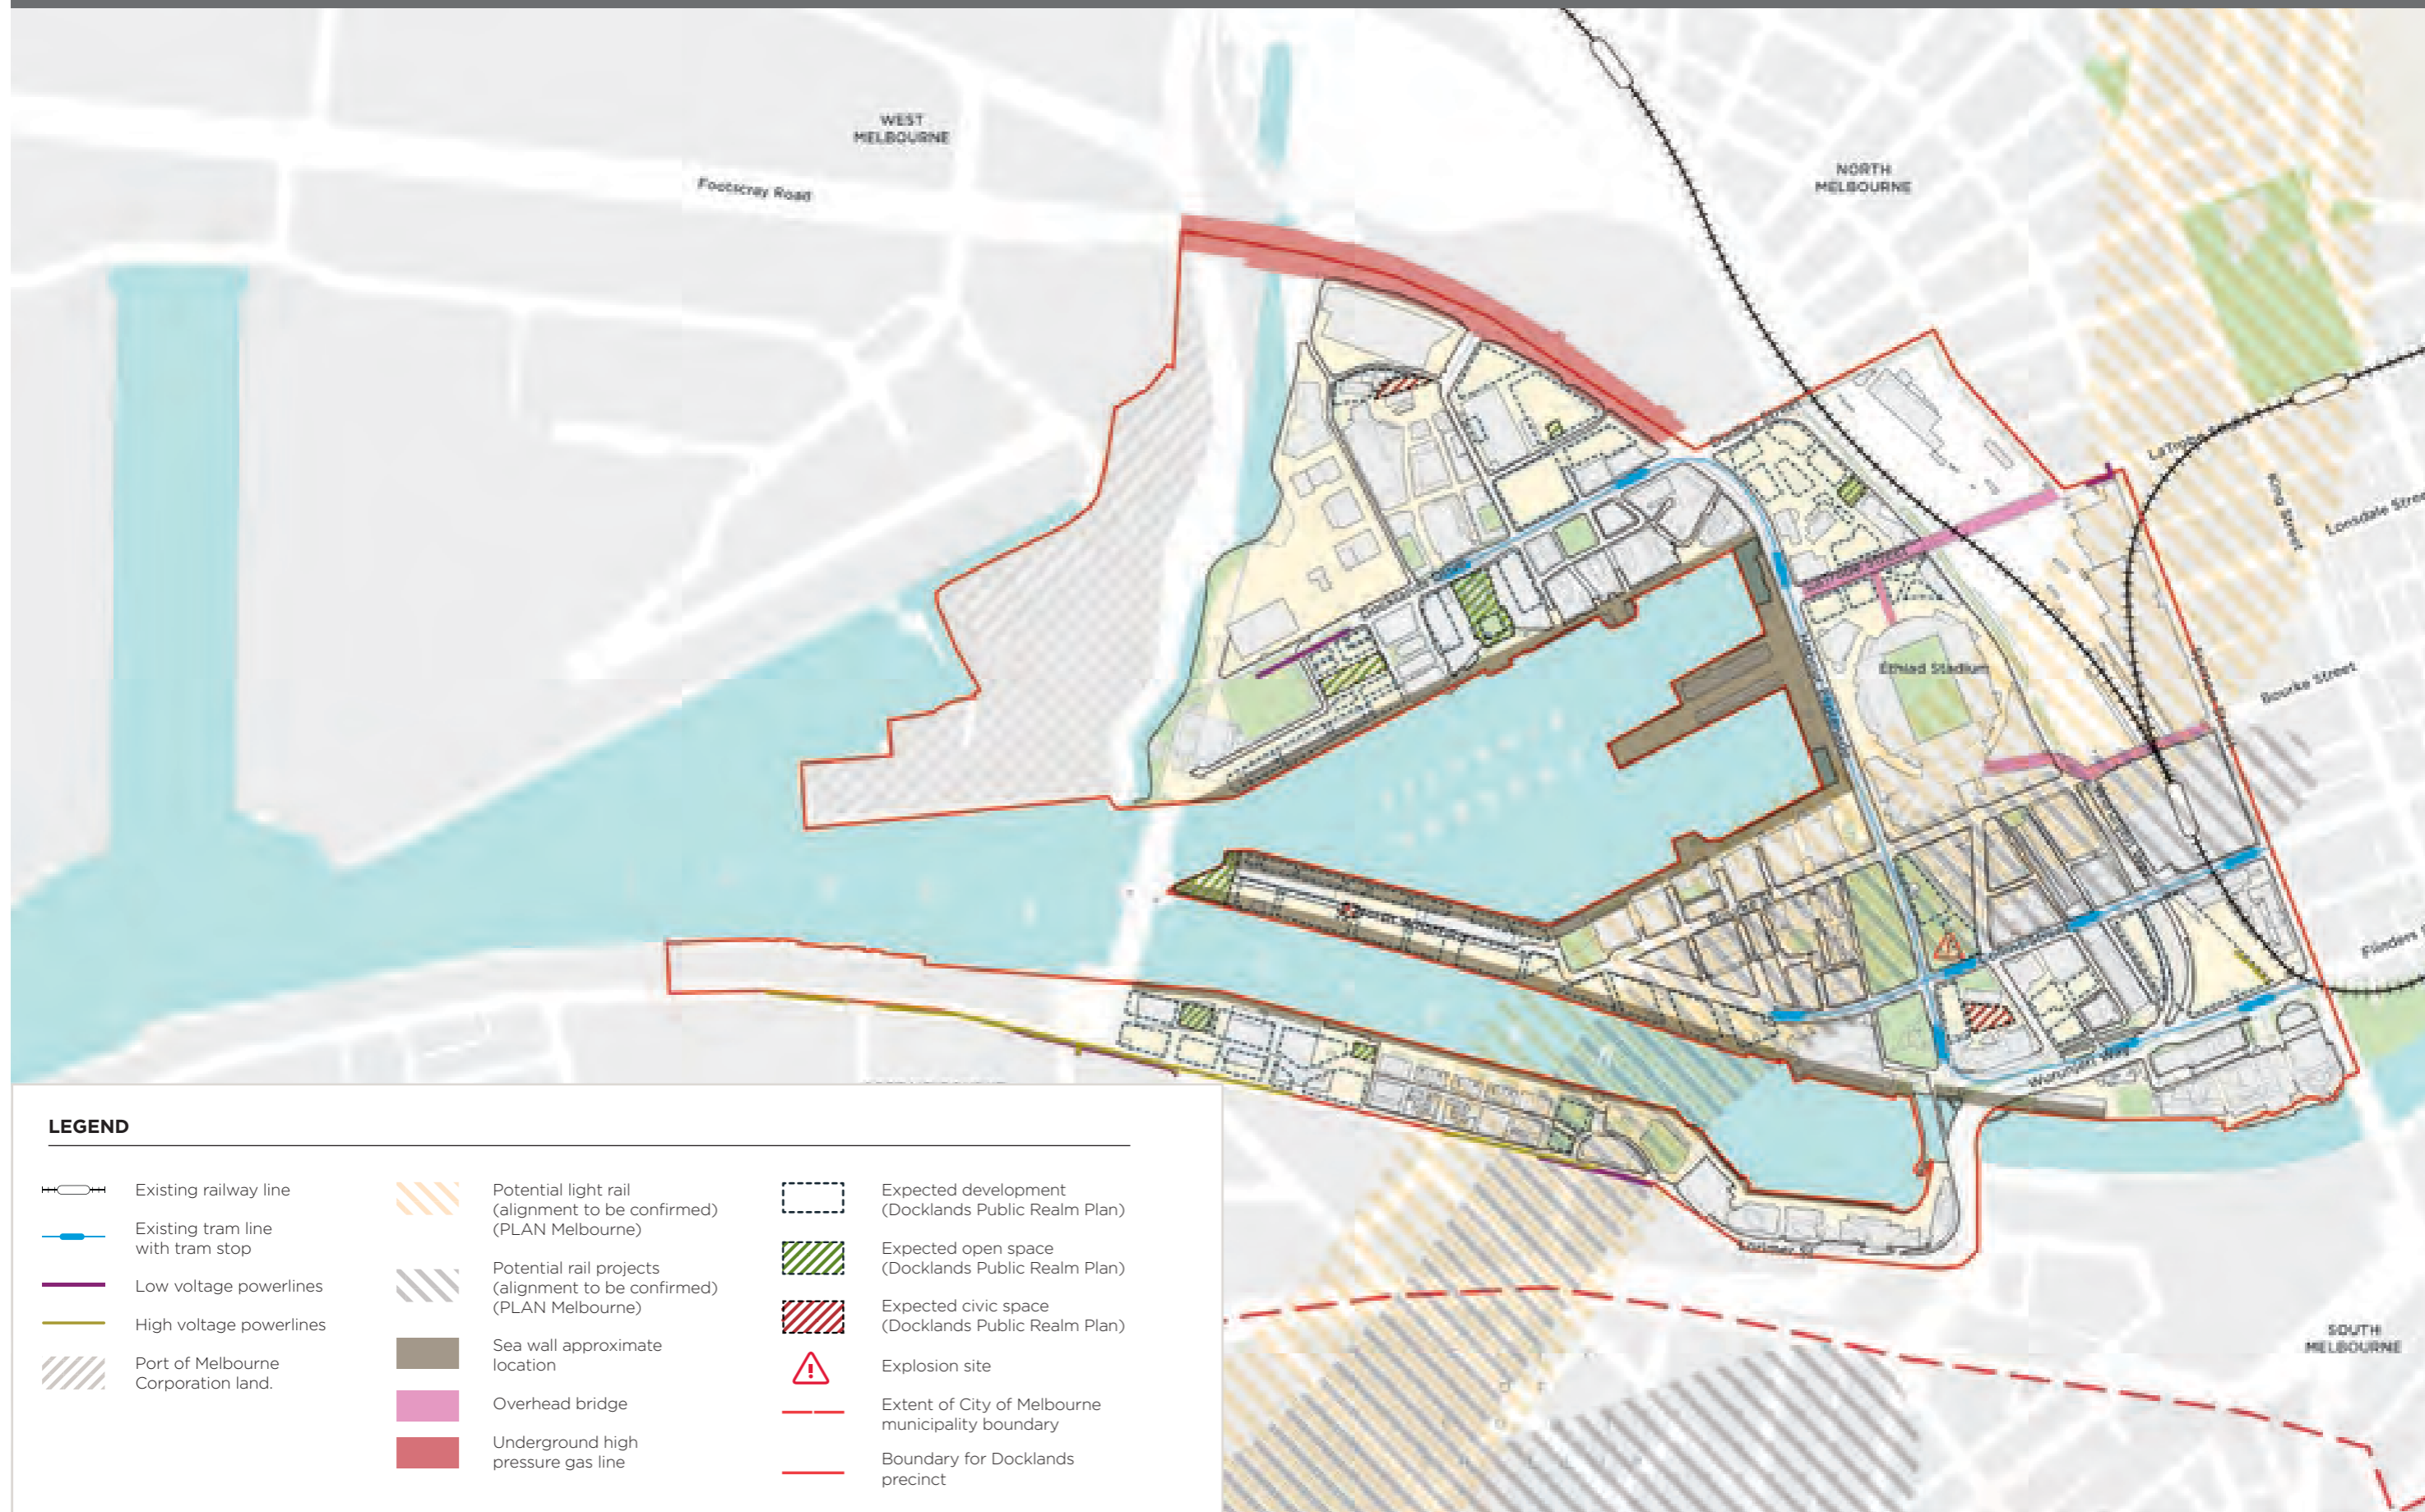 WEST
MELBOURNE
Footscray Road
NORTH
MELBOURNE
King Street
Etihad Stadium
Bourke Street
Lorimer St
SOUTH
MELBOURNE
LEGEND
Existing railway line
Existing tram line
with tram stop
Low voltage powerlines
High voltage powerlines
Port of Melbourne
Corporation land.
Potential light rail
(alignment to be confirmed)
(PLAN Melbourne)
Potential rail projects
(alignment to be confirmed)
(PLAN Melbourne)
Sea wall approximate
location
Overhead bridge
Underground high
pressure gas line
Expected development
(Docklands Public Realm Plan)
Expected open space
(Docklands Public Realm Plan)
Expected civic space
(Docklands Public Realm Plan)
Explosion site
Extent of City of Melbourne
municipality boundary
Boundary for Docklands
precinct